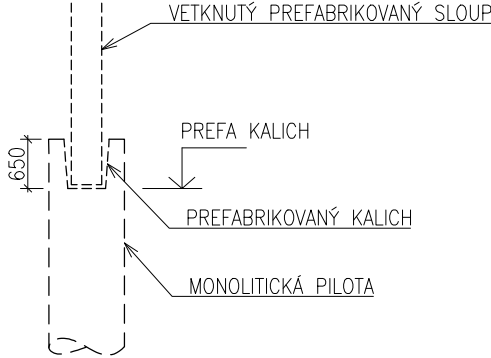 VETKNUTÝ PREFABRIKOVANÝ SLOUP
PREFA KALICH
650
PREFABRIKOVANÝ KALICH
MONOLITICKÁ PILOTA